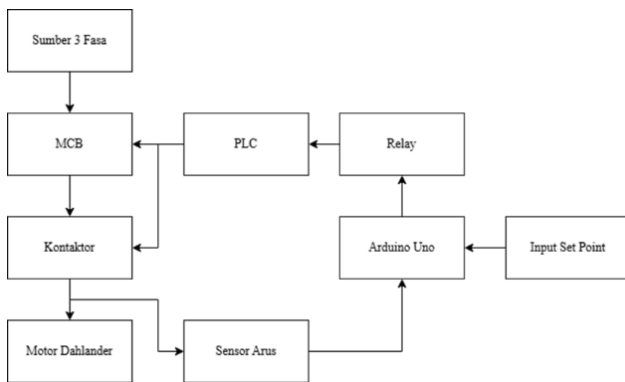 Sumber 3 Fasa
MCB
PLC
Relay
Kontaktor
Arduino Uno
Input Set Point
Motor Dahlander
Sensor Arus